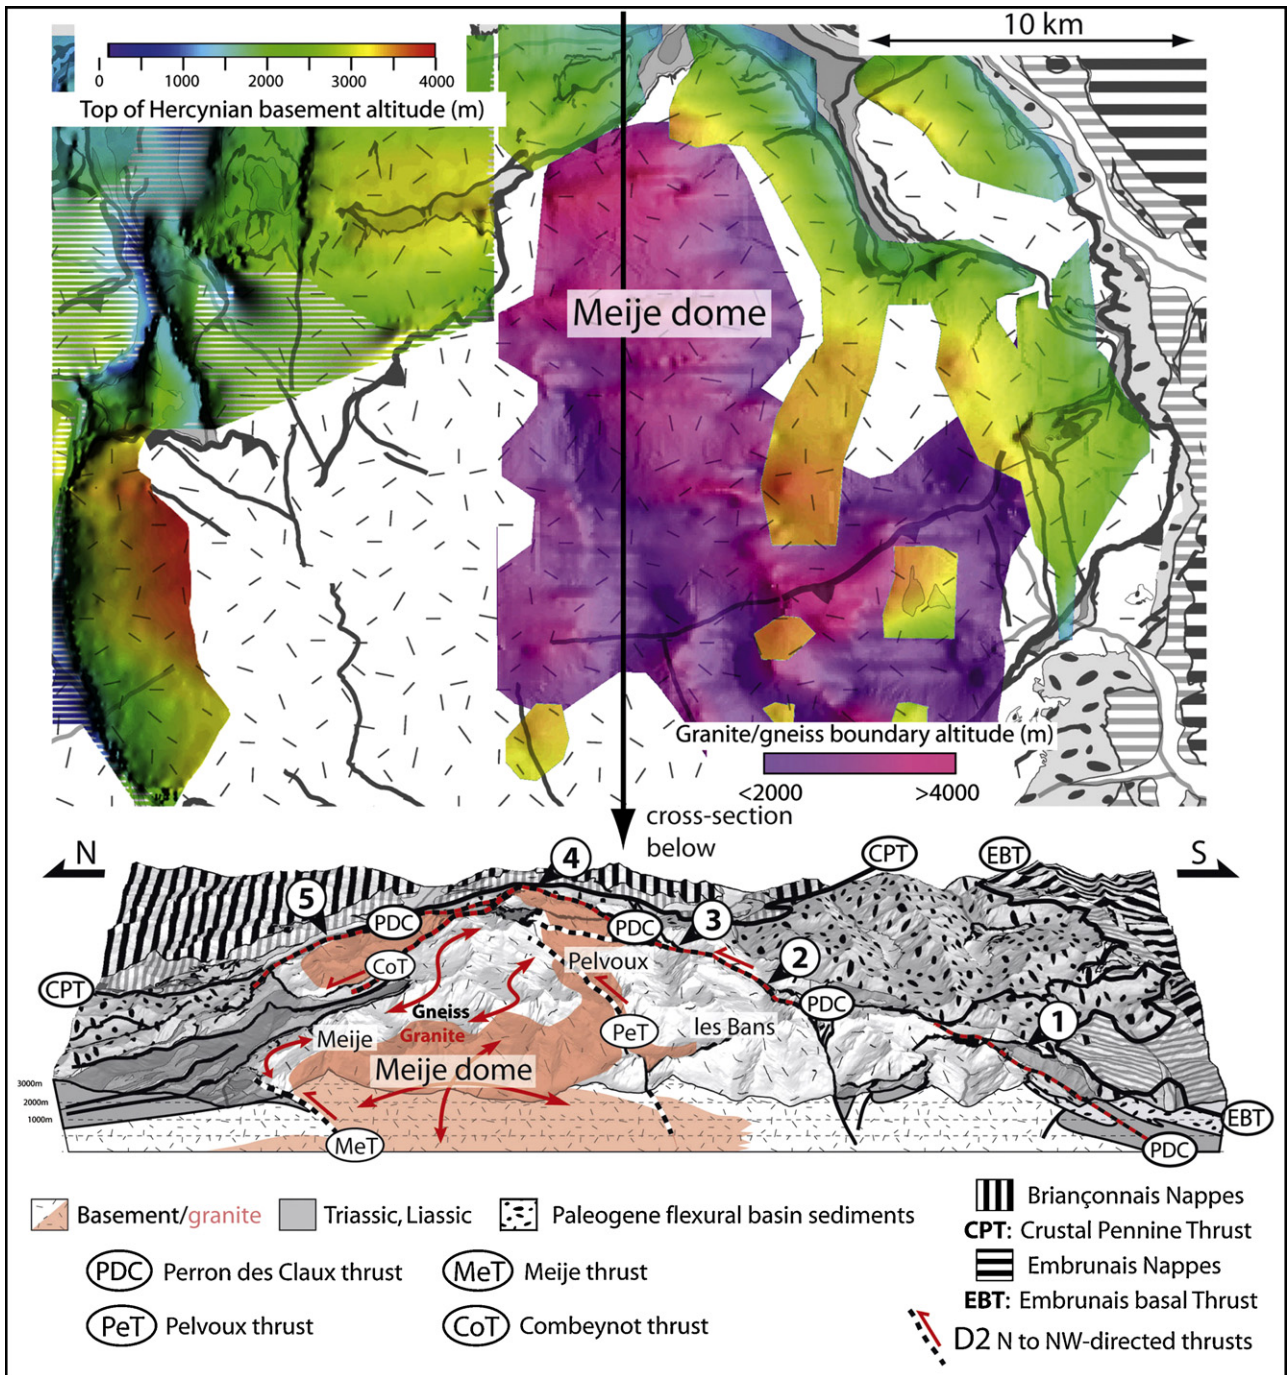 10 km
0 1000 2000 3000 4000
Top of Hercynian basement altitude (m)
Meije dome
Granite/gneiss boundary altitude (m)
<2000 >4000
cross-section
below
N
S
4
CPT
EBT
5
PDC
PDC
3
CoT
Pelvoux
2
CPT
PDC
Gneiss
Granite
PeT
les Bans
1
Meije
Meije dome
3000m
2000m
1000m
MeT
EBT
PDC
Basement/granite
Triassic, Liassic
Paleogene flexural basin sediments
Briançonnais Nappes
CPT: Crustal Pennine Thrust
Embrunais Nappes
EBT: Embrunais basal Thrust
D2 N to NW-directed thrusts
PDC Perron des Claux thrust
MeT Meije thrust
PeT Pelvoux thrust
CoT Combeynot thrust